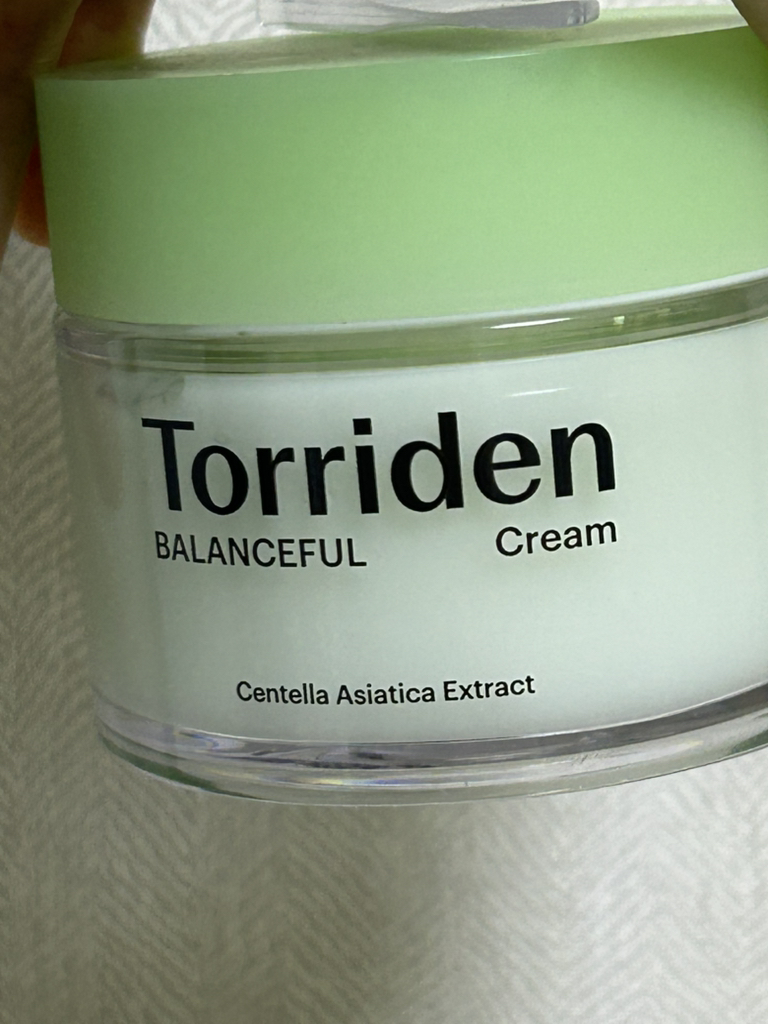 Torriden
BALANCEFUL Cream
Centella Asiatica Extract